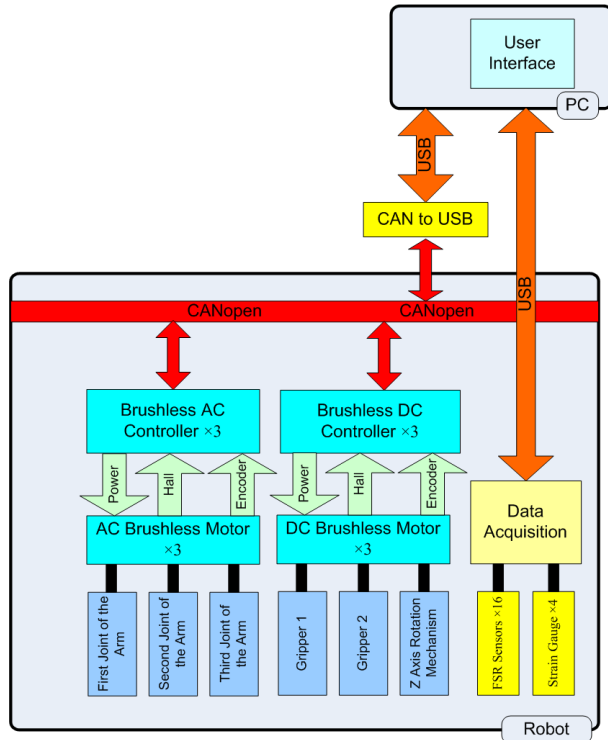 User
Interface
PC
USB
CAN to USB
USB
CANopen
CANopen
Brushless AC
Controller ×3
Brushless DC
Controller ×3
Power
Hall
Encoder
Power
Hall
Encoder
AC Brushless Motor
×3
DC Brushless Motor
×3
Data
Acquisition
First Joint of the
Arm
Second Joint of
the Arm
Third Joint of
the Arm
Gripper 1
Gripper 2
Z Axis Rotation
Mechanism
FSR Sensors ×16
Strain Gauge ×4
Robot